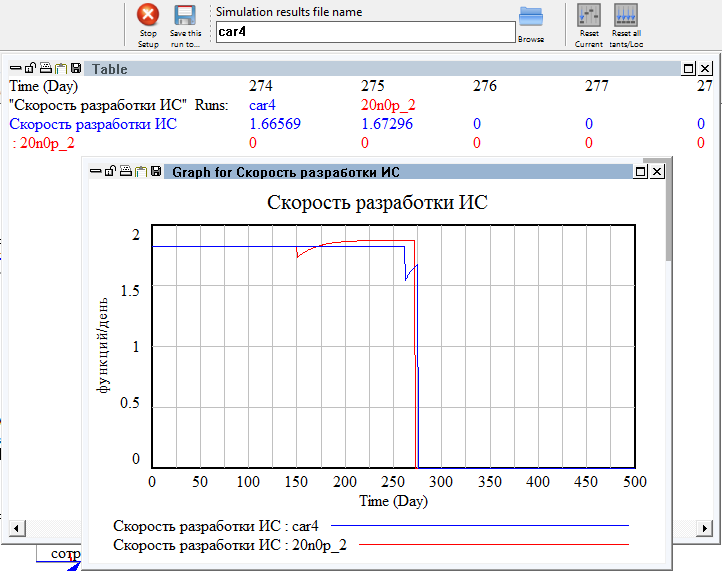 Simulation results file name
car4
Stop Setup
Save this run to...
Browse
Reset Current
Reset all
Table
Time (Day) 274 275 276 277 27
"Скорость разработки ИС" Runs: car4 20n0p_2
Скорость разработки ИС 1.66569 1.67296 0 0 0
: 20n0p_2 0 0 0 0 0
Graph for Скорость разработки ИС
Скорость разработки ИС
2
1.5
1
0.5
0
функций/день
0 50 100 150 200 250 300 350 400 450 500
Time (Day)
Скорость разработки ИС : car4
Скорость разработки ИС : 20n0p_2
сотр